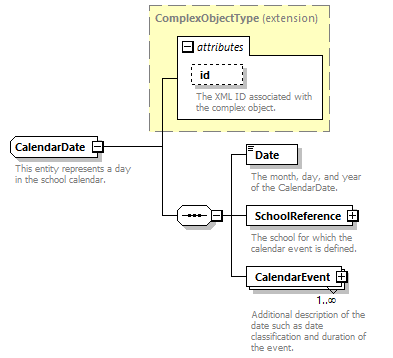 ComplexObjectType (extension)
attributes
id
The XML ID associated with
the complex object.
CalendarDate
This entity represents a day
in the school calendar.
Date
The month, day, and year
of the CalendarDate.
SchoolReference
The school for which the
calendar event is defined.
CalendarEvent
1..∞
Additional description of the
date such as date
classification and duration of
the event.